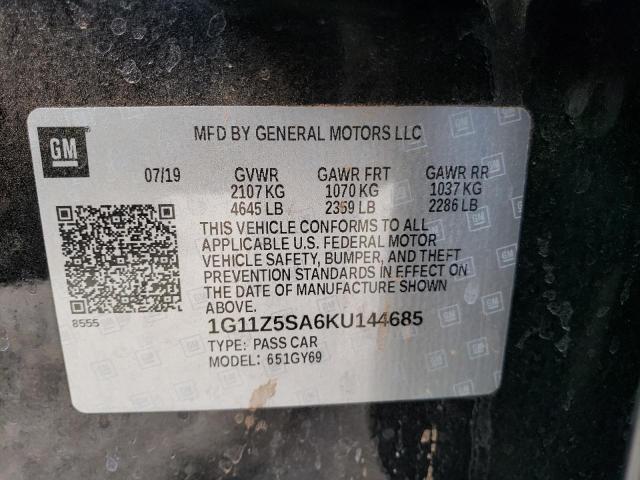 GM
MFD BY GENERAL MOTORS LLC
07/19 GVWR GAWR FRT GAWR RR
2107 KG 1070 KG 1037 KG
4645 LB 2359 LB 2286 LB
THIS VEHICLE CONFORMS TO ALL
APPLICABLE U.S. FEDERAL MOTOR
VEHICLE SAFETY, BUMPER, AND THEFT
PREVENTION STANDARDS IN EFFECT ON
THE DATE OF MANUFACTURE SHOWN
ABOVE.
8555
1G11Z5SA6KU144685
TYPE: PASS CAR
MODEL: 651GY69